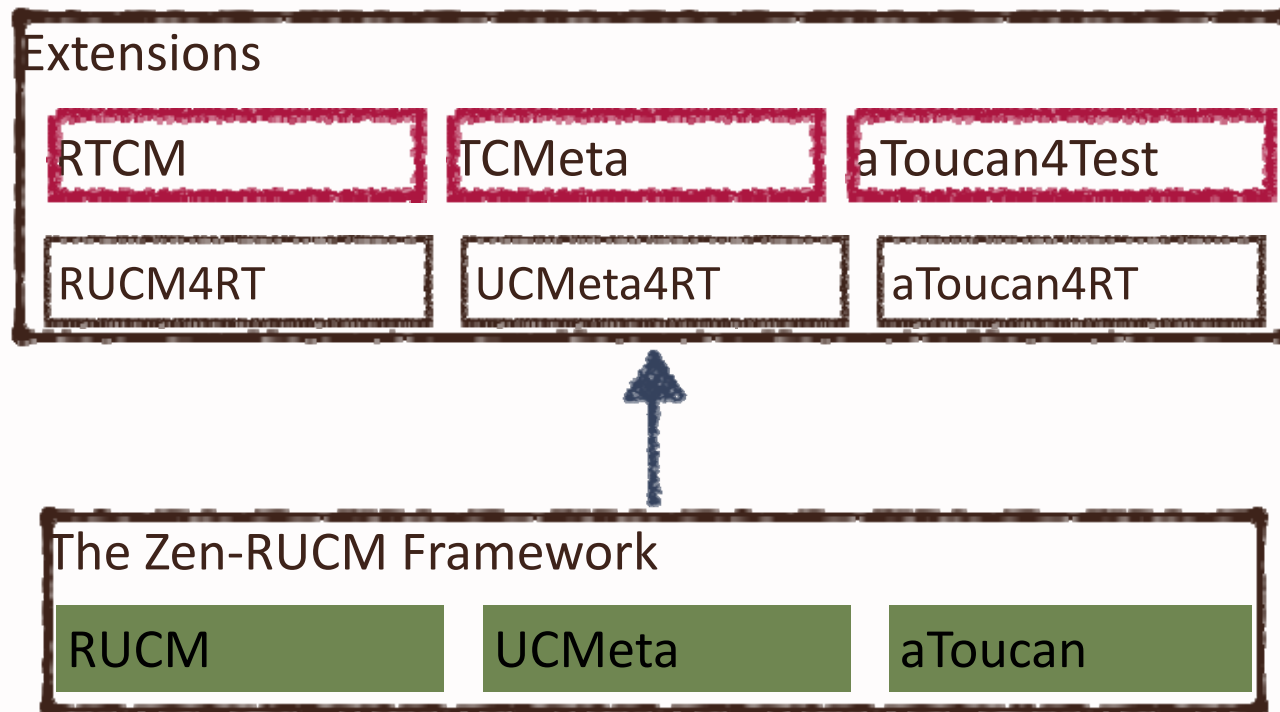 Extensions
RTCM TCMeta aToucan4Test
RUCM4RT UCMeta4RT aToucan4RT
The Zen-RUCM Framework
RUCM UCMeta aToucan